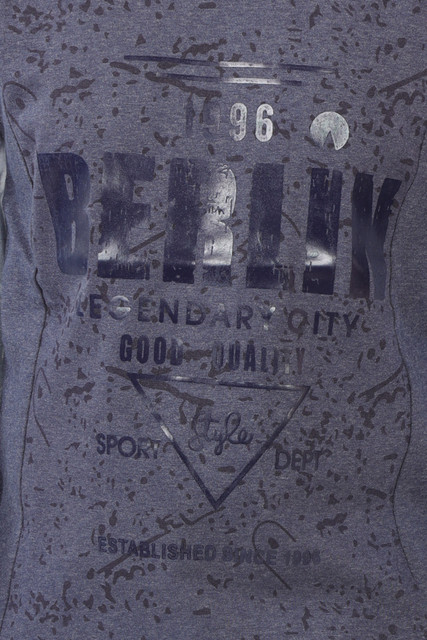 1996
BERLIN
LEGENDARY CITY
GOOD QUALITY
Style
SPORT DEPT
ESTABLISHED SINCE 1996